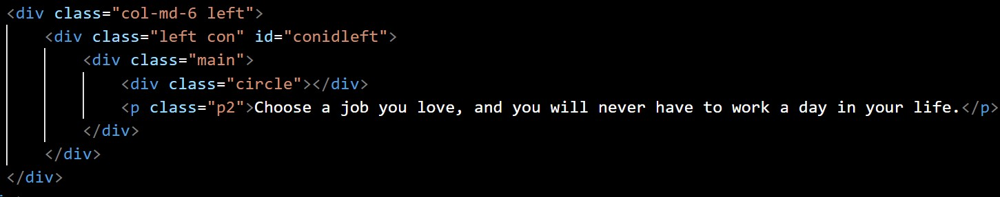 <div class="col-md-6 left">
<div class="left con" id="conidleft">
<div class="main">
<div class="circle"></div>
<p class="p2">Choose a job you love, and you will never have to work a day in your life.</p>
</div>
</div>
</div>